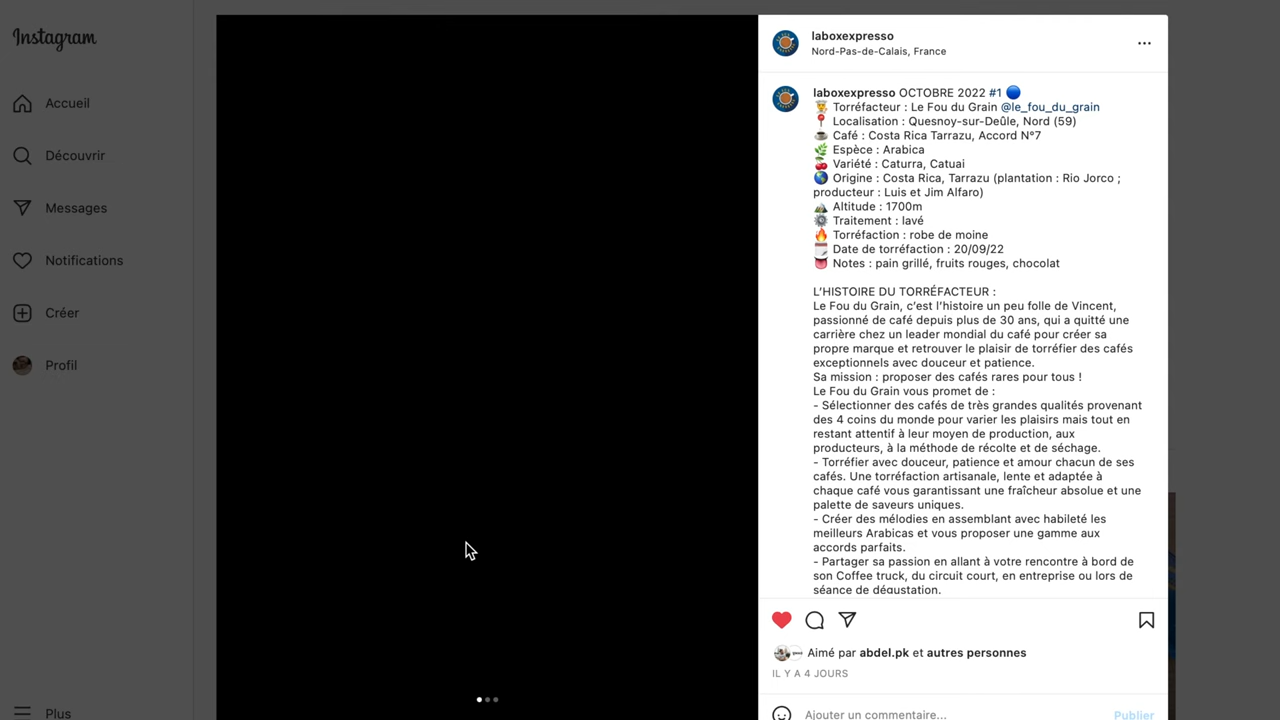 Instagram
Accueil
Découvrir
Messages
Notifications
Créer
Profil
Plus
laboxexpresso
Nord-Pas-de-Calais, France
laboxexpresso OCTOBRE 2022 #1 🔵
👨‍🍳 Torréfacteur : Le Fou du Grain @le_fou_du_grain
📍 Localisation : Quesnoy-sur-Deûle, Nord (59)
☕ Café : Costa Rica Tarrazu, Accord N°7
🌿 Espèce : Arabica
🍒 Variété : Caturra, Catuai
🌎 Origine : Costa Rica, Tarrazu (plantation : Rio Jorco ;
producteur : Luis et Jim Alfaro)
⛰ Altitude : 1700m
⚙ Traitement : lavé
🔥 Torréfaction : robe de moine
📆 Date de torréfaction : 20/09/22
👅 Notes : pain grillé, fruits rouges, chocolat
L'HISTOIRE DU TORRÉFACTEUR :
Le Fou du Grain, c'est l'histoire un peu folle de Vincent,
passionné de café depuis plus de 30 ans, qui a quitté une
carrière chez un leader mondial du café pour créer sa
propre marque et retrouver le plaisir de torréfier des cafés
exceptionnels avec douceur et patience.
Sa mission : proposer des cafés rares pour tous !
Le Fou du Grain vous promet de :
- Sélectionner des cafés de très grandes qualités provenant
des 4 coins du monde pour varier les plaisirs mais tout en
restant attentif à leur moyen de production, aux
producteurs, à la méthode de récolte et de séchage.
- Torréfier avec douceur, patience et amour chacun de ses
cafés. Une torréfaction artisanale, lente et adaptée à
chaque café vous garantissant une fraîcheur absolue et une
palette de saveurs uniques.
- Créer des mélodies en assemblant avec habileté les
meilleurs Arabicas et vous proposer une gamme aux
accords parfaits.
- Partager sa passion en allant à votre rencontre à bord de
son Coffee truck, du circuit court, en entreprise ou lors de
séance de dégustation.
Aimé par abdel.pk et autres personnes
IL Y A 4 JOURS
Ajouter un commentaire... Publier